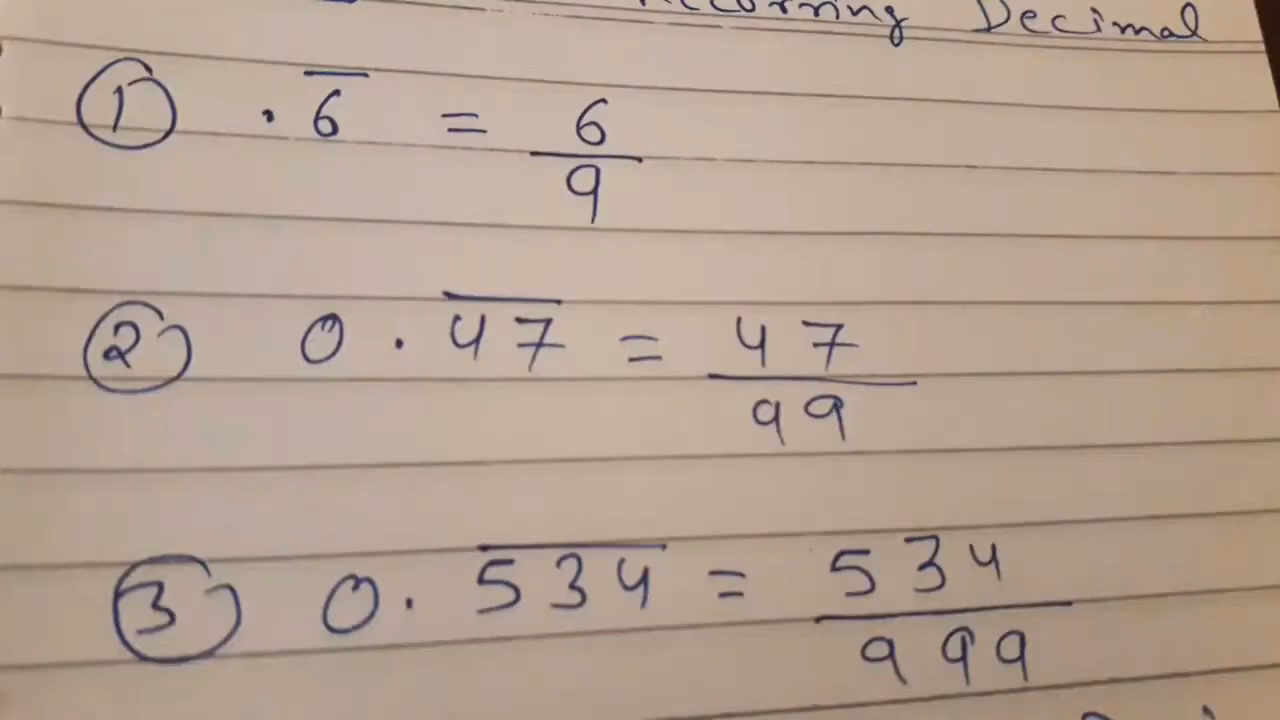 Decimal
① .6̅ = 6/9
② 0.4̅7̅ = 47/99
③ 0.5̅3̅4̅ = 534/999